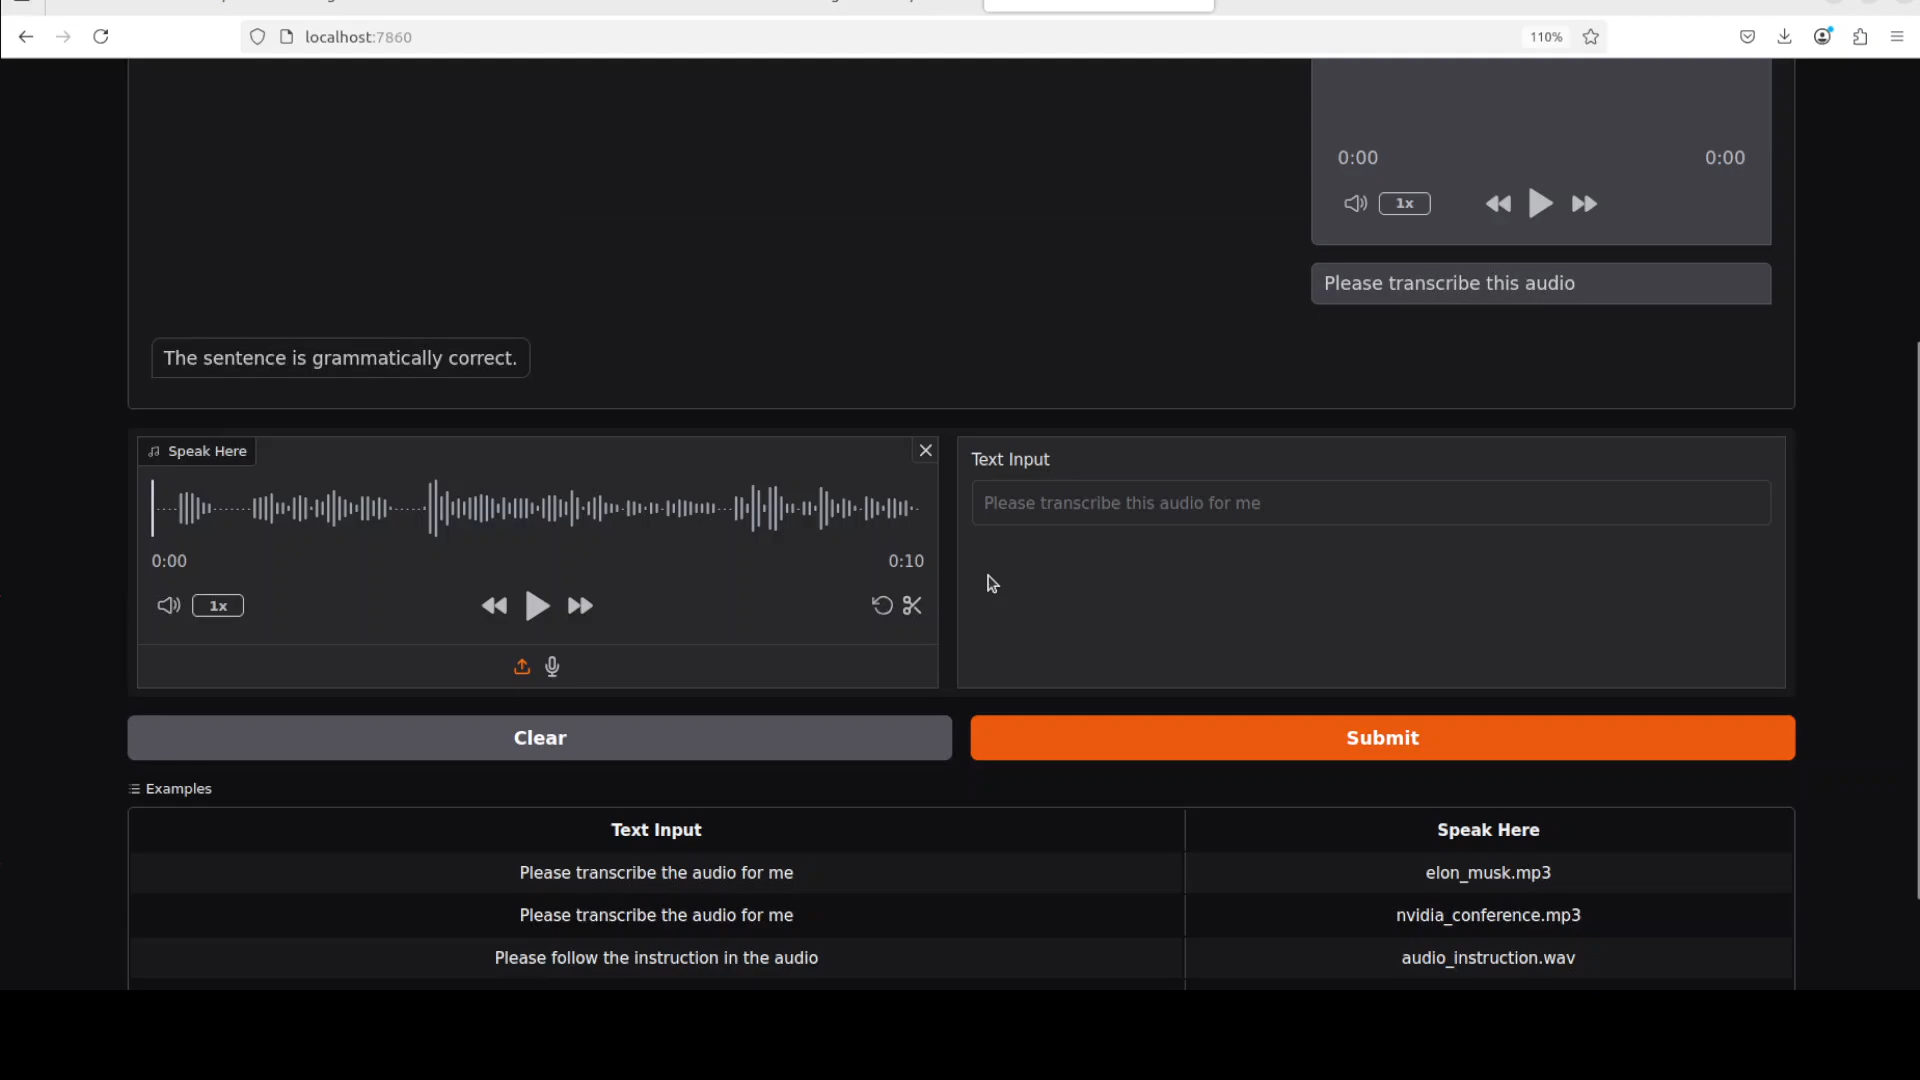 localhost:7860
110%
0:00 0:00
1x
Please transcribe this audio
The sentence is grammatically correct.
Speak Here
0:00 0:10
1x
Text Input
Please transcribe this audio for me
Clear
Submit
Examples
Text Input Speak Here
Please transcribe the audio for me elon_musk.mp3
Please transcribe the audio for me nvidia_conference.mp3
Please follow the instruction in the audio audio_instruction.wav